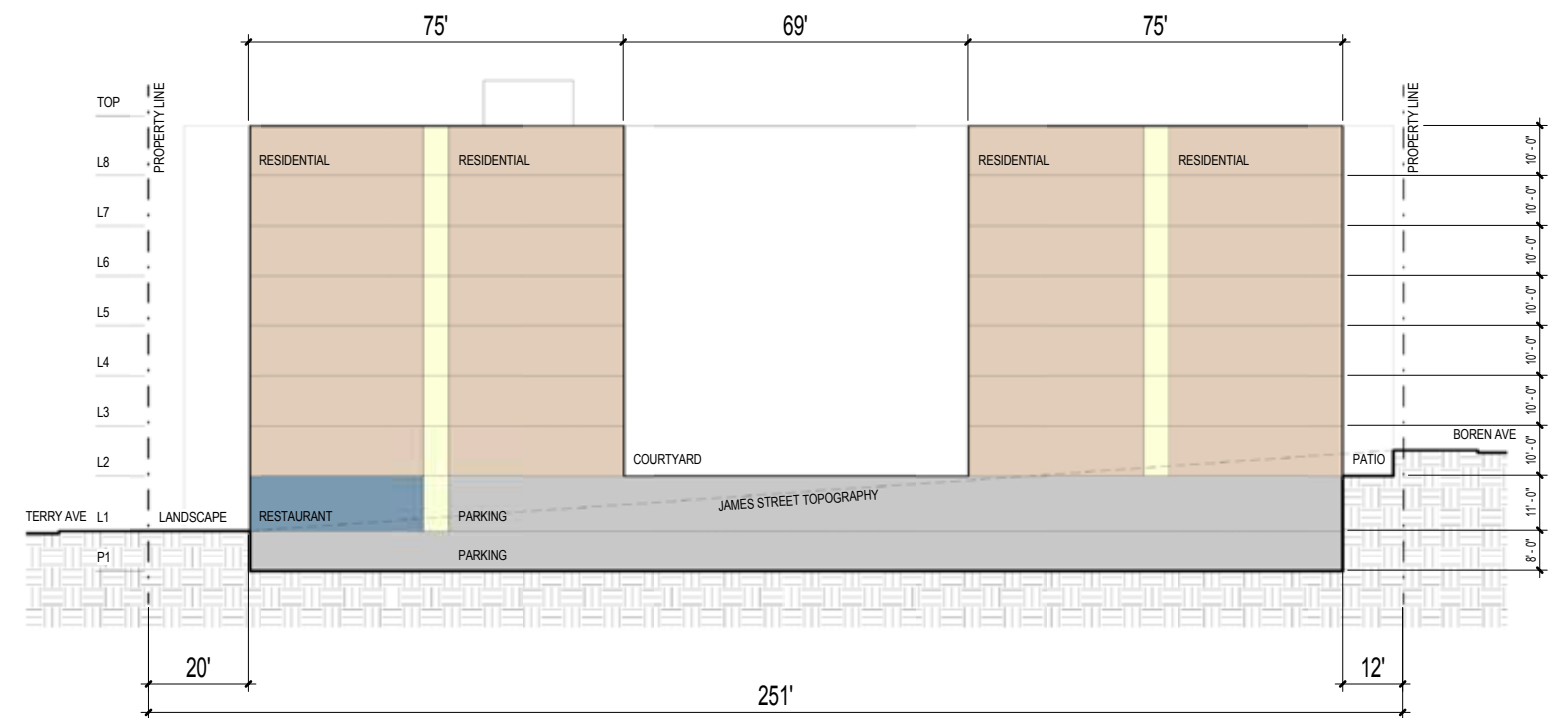 75'
69'
75'
TOP
PROPERTY LINE
PROPERTY LINE
L8
RESIDENTIAL
RESIDENTIAL
RESIDENTIAL
RESIDENTIAL
10' - 0"
L7
10' - 0"
L6
10' - 0"
L5
10' - 0"
L4
10' - 0"
L3
10' - 0"
L2
COURTYARD
PATIO
BOREN AVE
10' - 0"
TERRY AVE
L1
LANDSCAPE
RESTAURANT
PARKING
JAMES STREET TOPOGRAPHY
11' - 0"
P1
PARKING
8' - 0"
20'
12'
251'